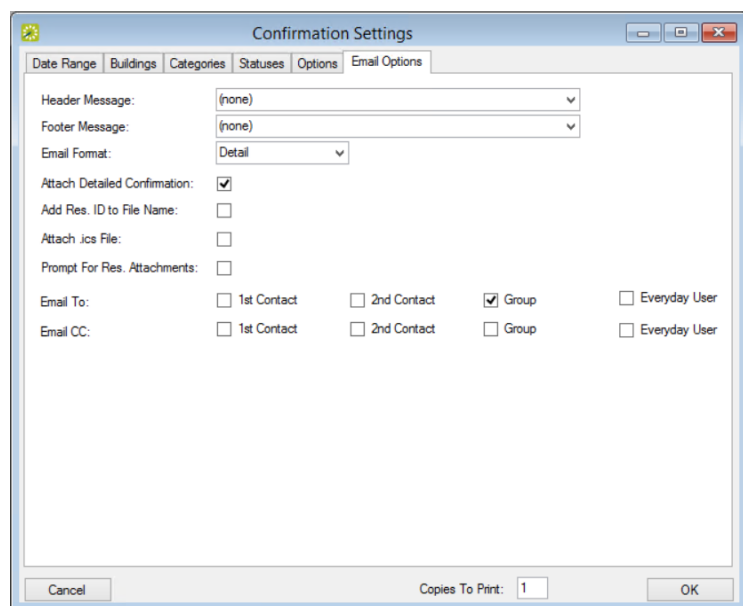 Confirmation Settings
Date Range Buildings Categories Statuses Options Email Options
Header Message: (none)
Footer Message: (none)
Email Format: Detail
Attach Detailed Confirmation:
Add Res. ID to File Name:
Attach .ics File:
Prompt For Res. Attachments:
Email To: 1st Contact 2nd Contact Group Everyday User
Email CC: 1st Contact 2nd Contact Group Everyday User
Cancel Copies To Print: 1 OK